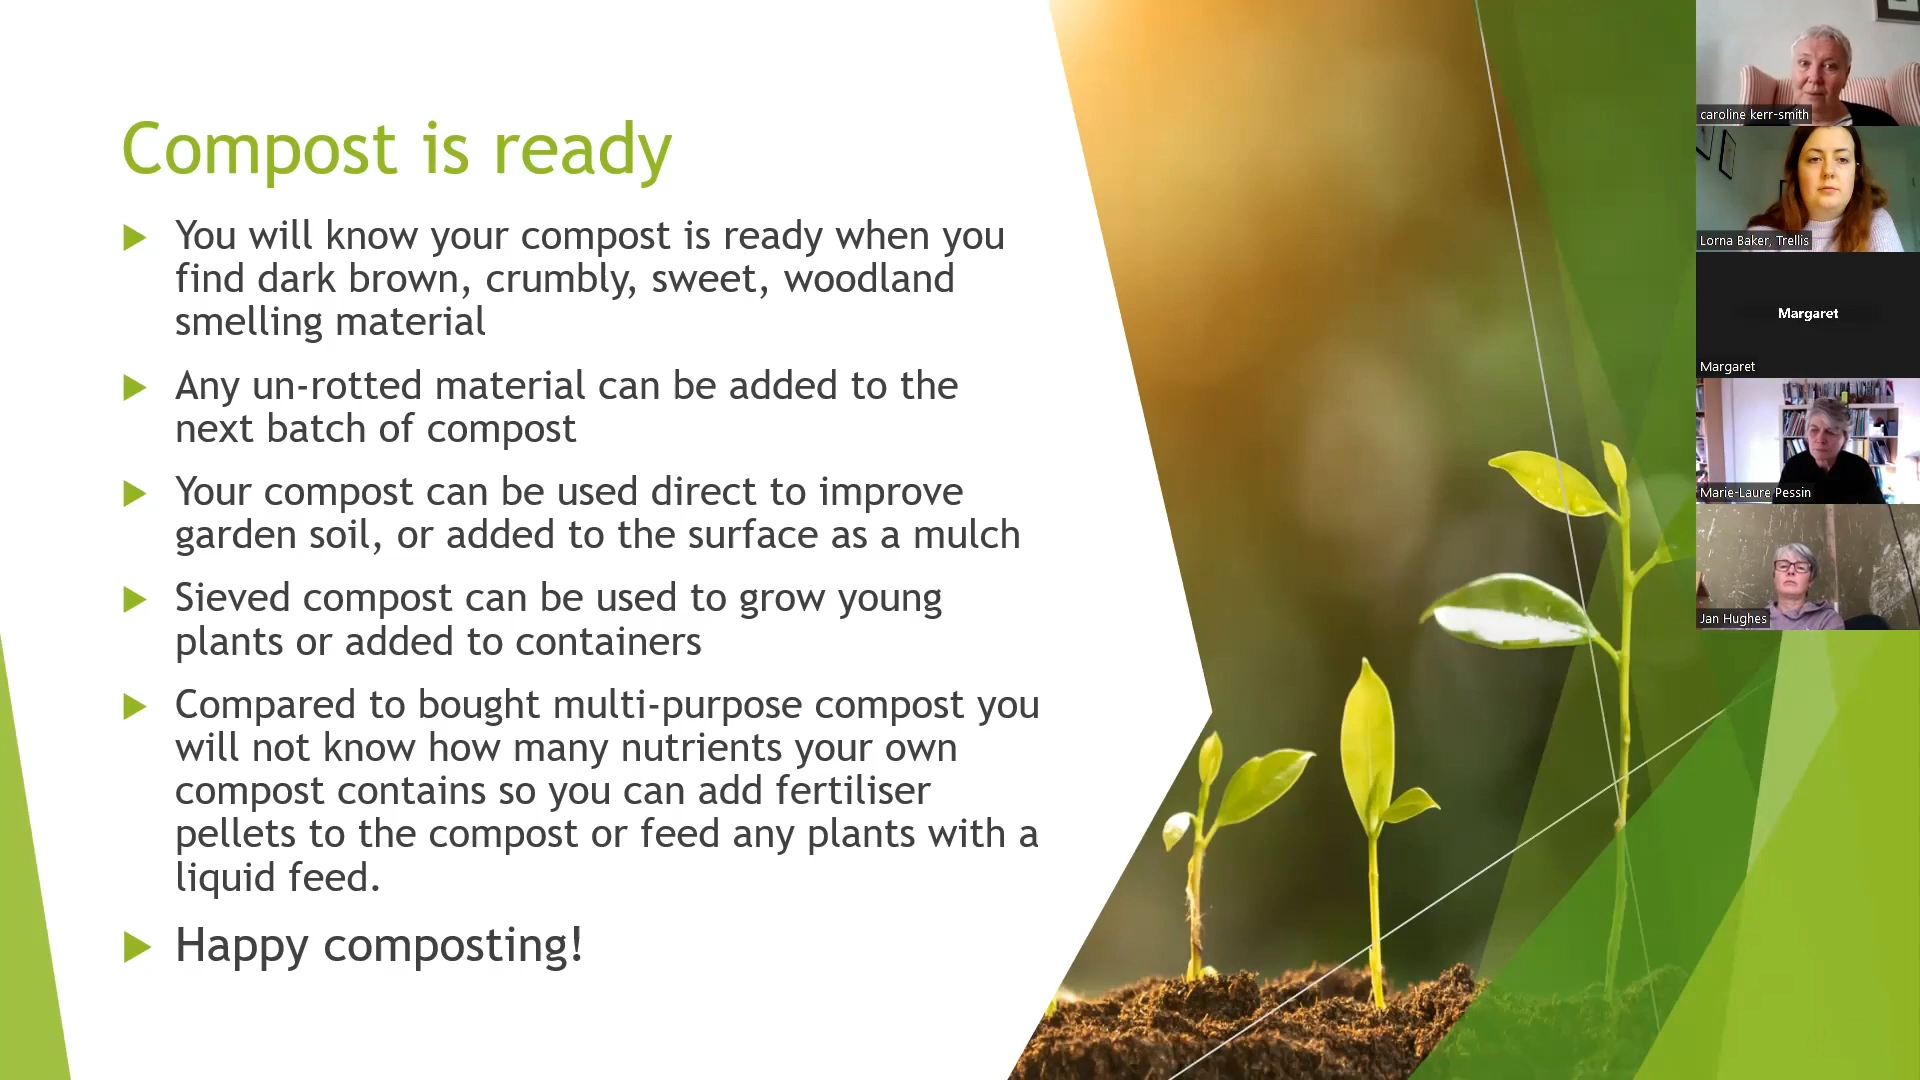 Compost is ready
You will know your compost is ready when you
find dark brown, crumbly, sweet, woodland
smelling material
Any un-rotted material can be added to the
next batch of compost
Your compost can be used direct to improve
garden soil, or added to the surface as a mulch
Sieved compost can be used to grow young
plants or added to containers
Compared to bought multi-purpose compost you
will not know how many nutrients your own
compost contains so you can add fertiliser
pellets to the compost or feed any plants with a
liquid feed.
Happy composting!
caroline kerr-smith
Lorna Baker, Trellis
Margaret
Margaret
Marie-Laure Pessin
Jan Hughes